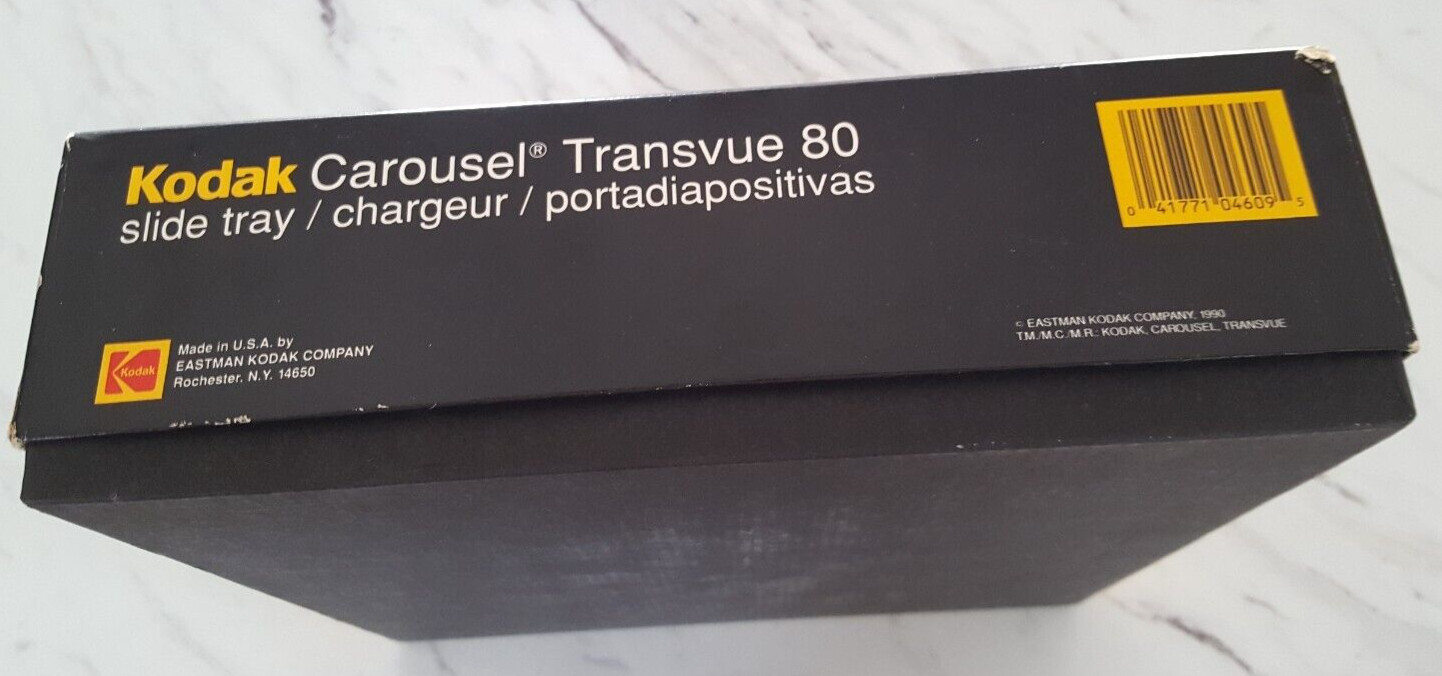 Kodak Carousel® Transvue 80
slide tray / chargeur / portadiapositivas
0 41771 04609 5
© EASTMAN KODAK COMPANY, 1990
T.M./M.C./M.R.: KODAK, CAROUSEL, TRANSVUE
Kodak
Made in U.S.A. by
EASTMAN KODAK COMPANY
Rochester, N.Y. 14650